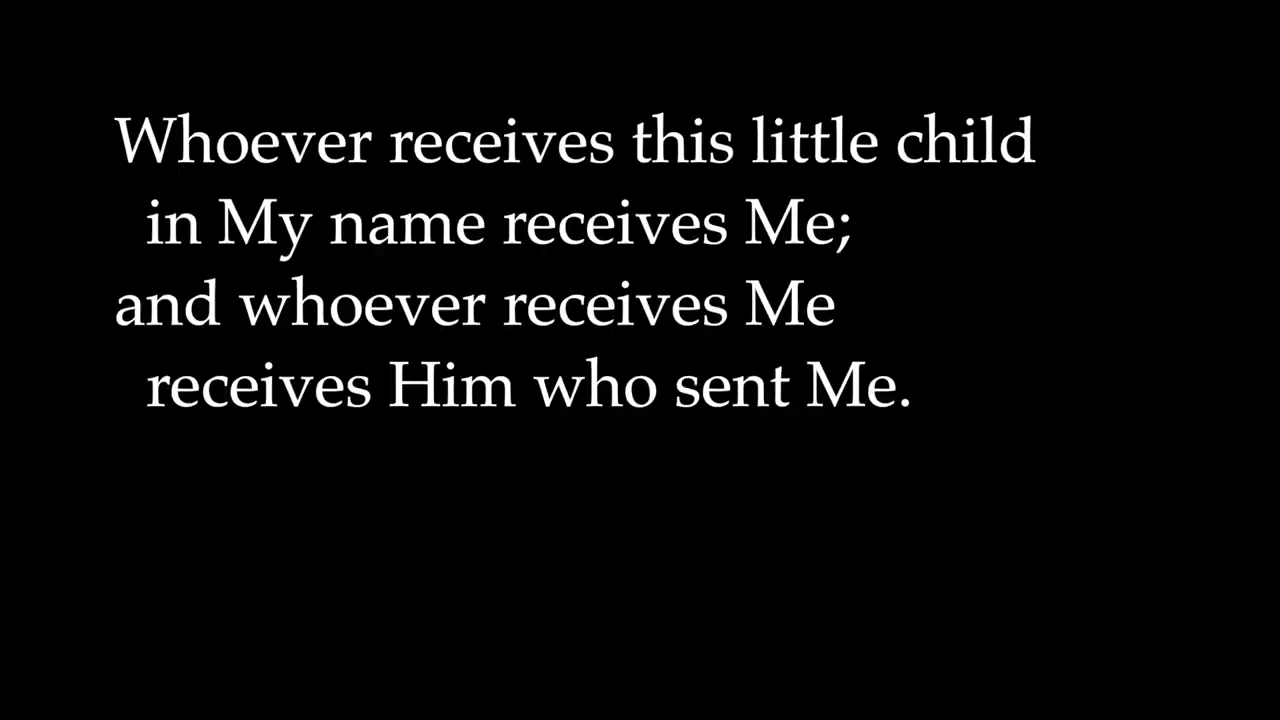 Whoever receives this little child
in My name receives Me;
and whoever receives Me
receives Him who sent Me.